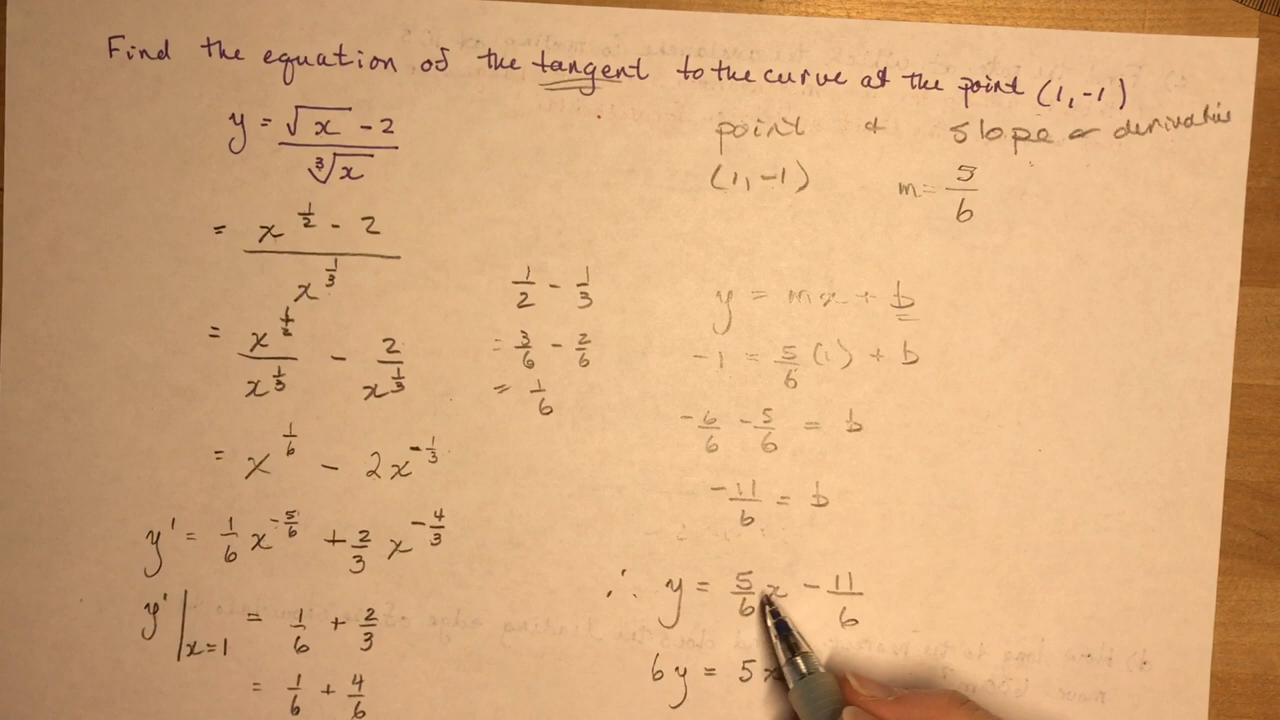 Find the equation of the tangent to the curve at the point (1,-1)
y = (√x - 2) / ∛x
= (x^(1/2) - 2) / x^(1/3)
= x^(1/2) / x^(1/3) - 2 / x^(1/3)
= x^(1/6) - 2x^(-1/3)
y' = 1/6 x^(-5/6) + 2/3 x^(-4/3)
y' |x=1 = 1/6 + 2/3
= 1/6 + 4/6
1/2 - 1/3
= 3/6 - 2/6
= 1/6
point & slope or derivative
(1,-1) m = 5/6
y = mx + b
-1 = 5/6 (1) + b
-6/6 - 5/6 = b
-11/6 = b
∴ y = 5/6 x - 11/6
6y = 5x